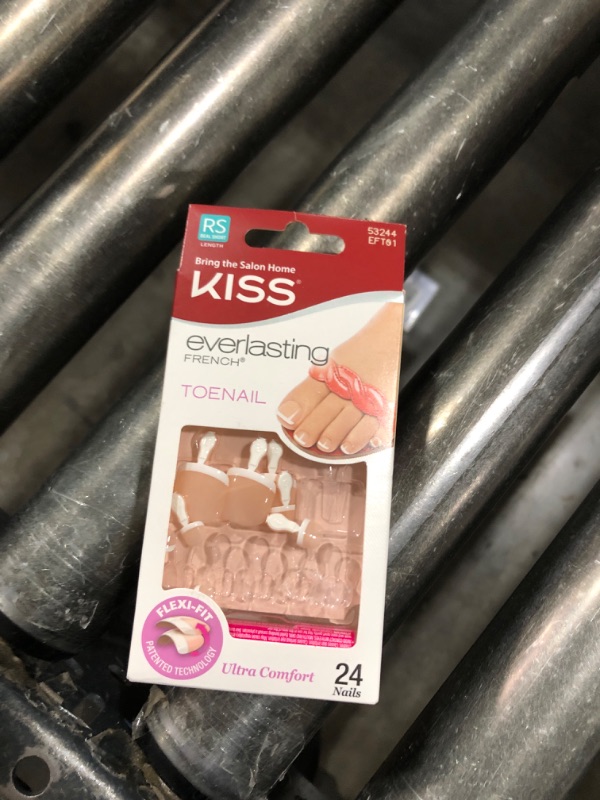 RS
REAL SHORT
LENGTH
53244
EFT01
Bring the Salon Home
KISS®
everlasting
FRENCH®
TOENAIL
FLEXI-FIT
PATENTED TECHNOLOGY
Ultra Comfort
24
Nails